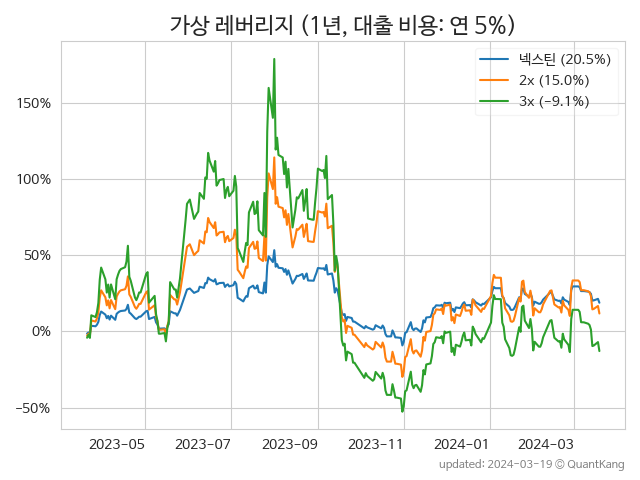 가상 레버리지 (1년, 대출 비용: 연 5%)
넥스틴 (20.5%)
2x (15.0%)
3x (−9.1%)
150%
100%
50%
0%
−50%
2023-05 2023-07 2023-09 2023-11 2024-01 2024-03
updated: 2024-03-19 © QuantKang